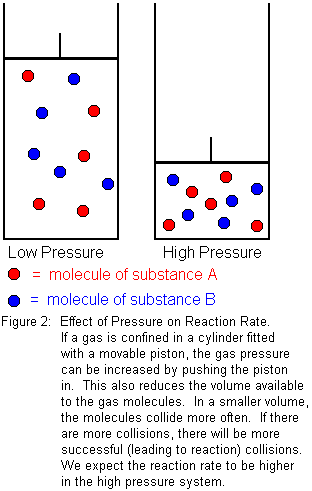 Low Pressure High Pressure
= molecule of substance A
= molecule of substance B
Figure 2: Effect of Pressure on Reaction Rate.
If a gas is confined in a cylinder fitted
with a movable piston, the gas pressure
can be increased by pushing the piston
in. This also reduces the volume available
to the gas molecules. In a smaller volume,
the molecules collide more often. If there
are more collisions, there will be more
successful (leading to reaction) collisions.
We expect the reaction rate to be higher
in the high pressure system.